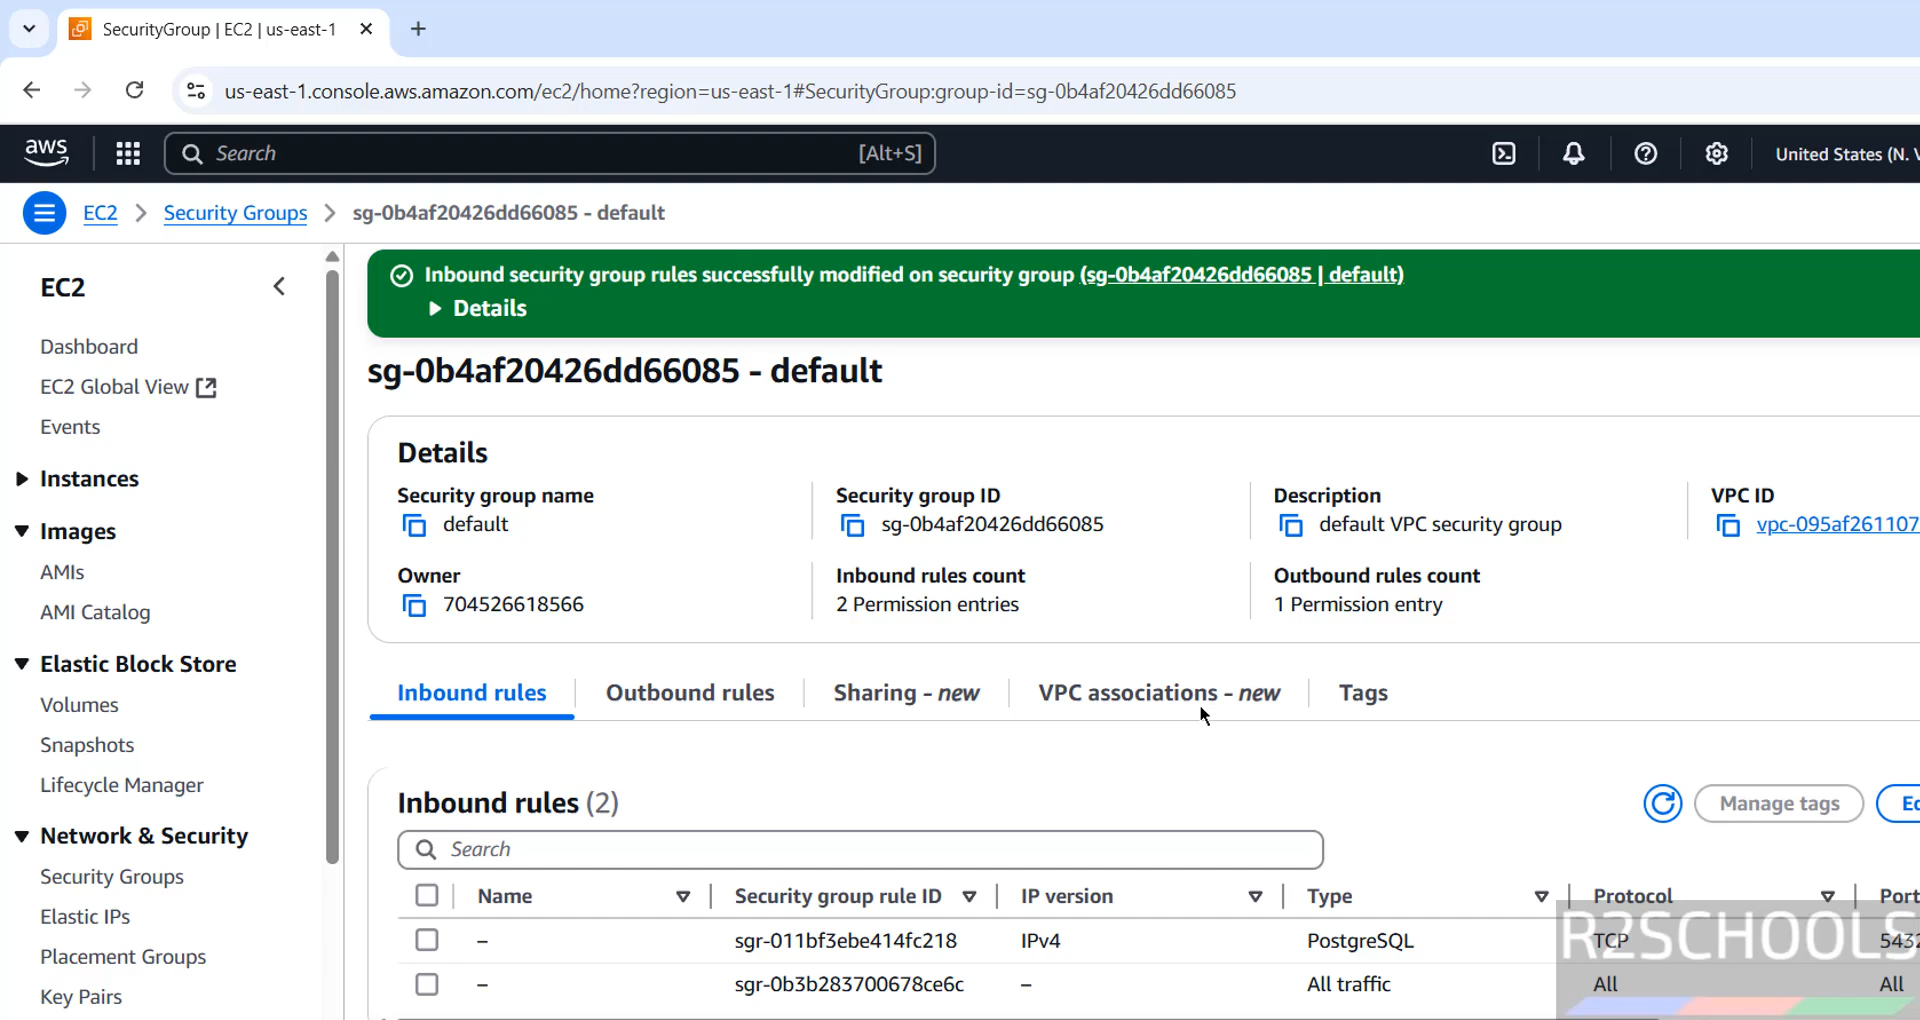 SecurityGroup | EC2 | us-east-1
us-east-1.console.aws.amazon.com/ec2/home?region=us-east-1#SecurityGroup:group-id=sg-0b4af20426dd66085
aws
Search [Alt+S]
United States (N. V
EC2 > Security Groups > sg-0b4af20426dd66085 - default
EC2
Dashboard
EC2 Global View
Events
Instances
Images
AMIs
AMI Catalog
Elastic Block Store
Volumes
Snapshots
Lifecycle Manager
Network & Security
Security Groups
Elastic IPs
Placement Groups
Key Pairs
Inbound security group rules successfully modified on security group (sg-0b4af20426dd66085 | default)
Details
sg-0b4af20426dd66085 - default
Details
Security group name
default
Security group ID
sg-0b4af20426dd66085
Description
default VPC security group
VPC ID
vpc-095af261107
Owner
704526618566
Inbound rules count
2 Permission entries
Outbound rules count
1 Permission entry
Inbound rules Outbound rules Sharing - new VPC associations - new Tags
Inbound rules (2)
Manage tags
Ed
Search
Name Security group rule ID IP version Type Protocol Port
– sgr-011bf3ebe414fc218 IPv4 PostgreSQL TCP 5432
– sgr-0b3b283700678ce6c – All traffic All All
R2SCHOOLS